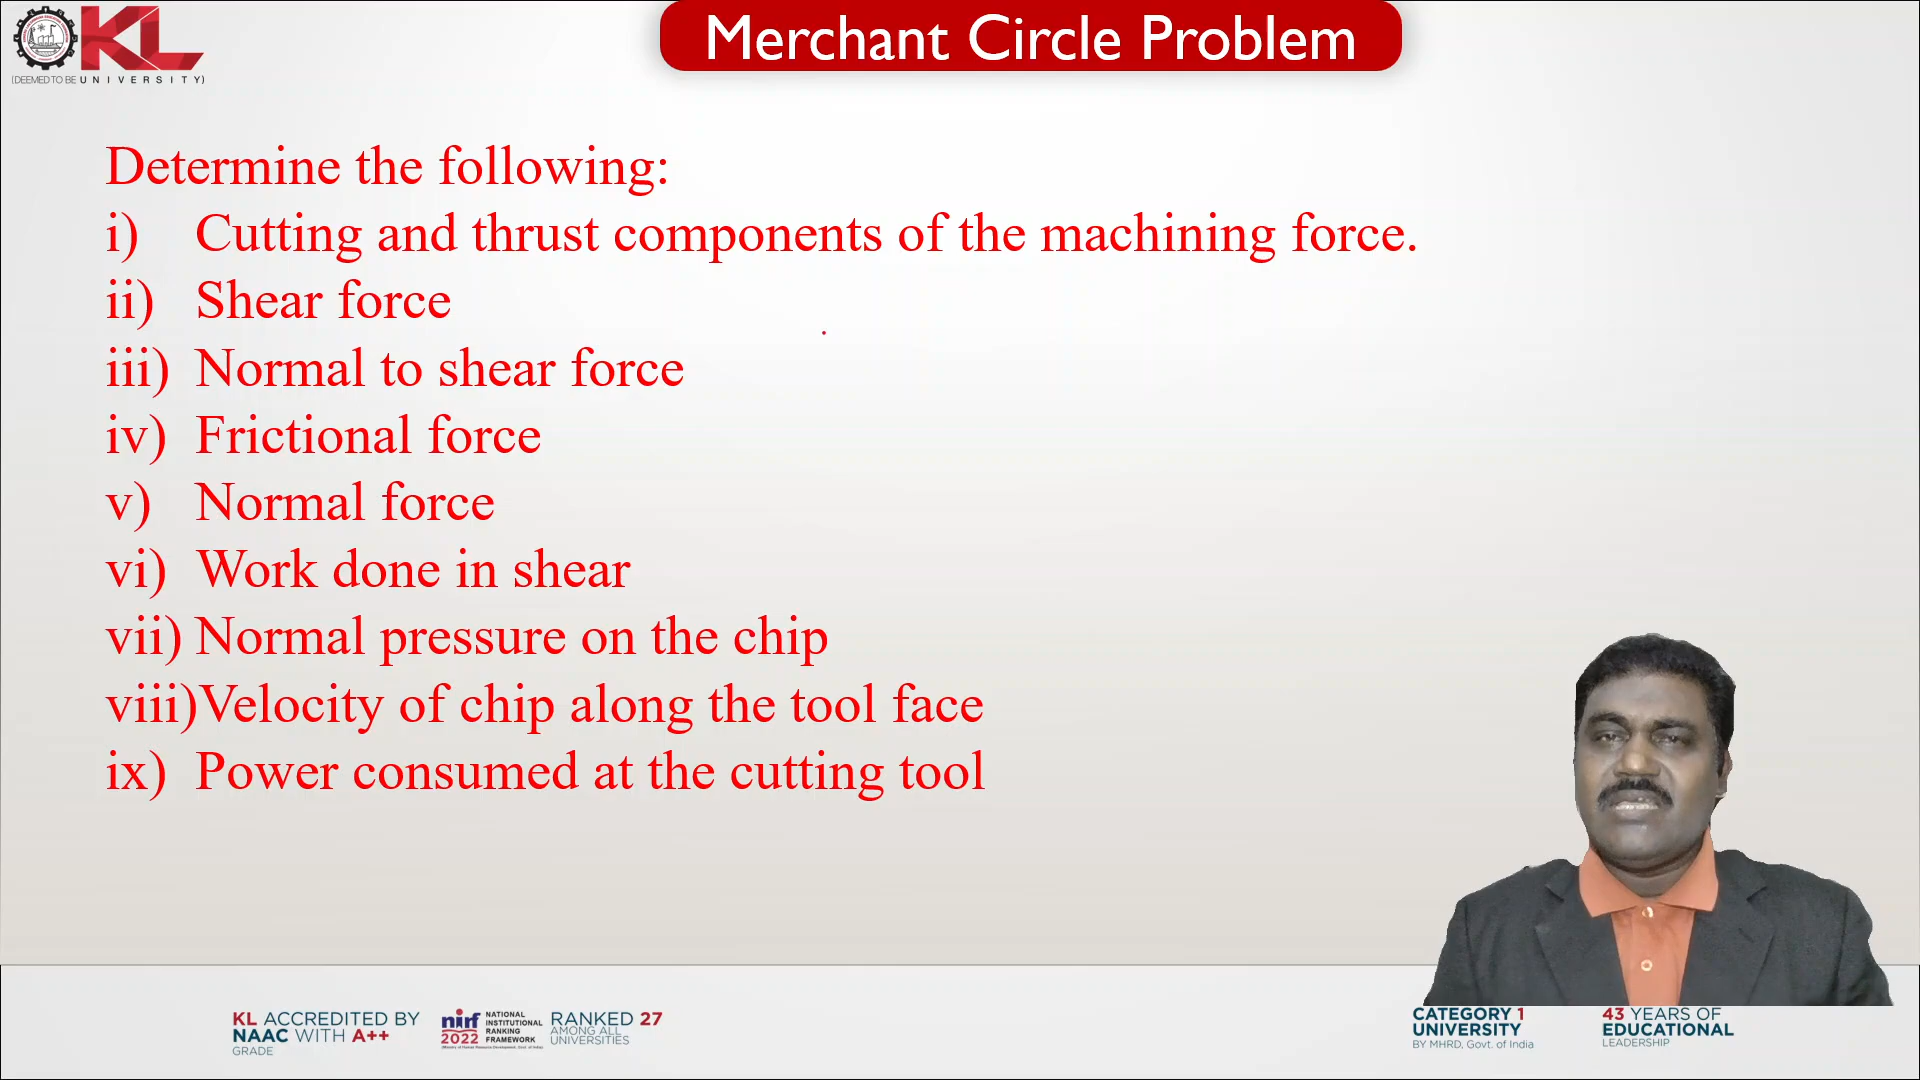 KL
(DEEMED TO BE UNIVERSITY)
Merchant Circle Problem
Determine the following:
i) Cutting and thrust components of the machining force.
ii) Shear force
iii) Normal to shear force
iv) Frictional force
v) Normal force
vi) Work done in shear
vii) Normal pressure on the chip
viii)Velocity of chip along the tool face
ix) Power consumed at the cutting tool
KL ACCREDITED BY
NAAC WITH A++
GRADE
nirf
2022
NATIONAL
INSTITUTIONAL
RANKING
FRAMEWORK
RANKED 27
AMONG ALL
UNIVERSITIES
CATEGORY 1
UNIVERSITY
BY MHRD, Govt. of India
43 YEARS OF
EDUCATIONAL
LEADERSHIP